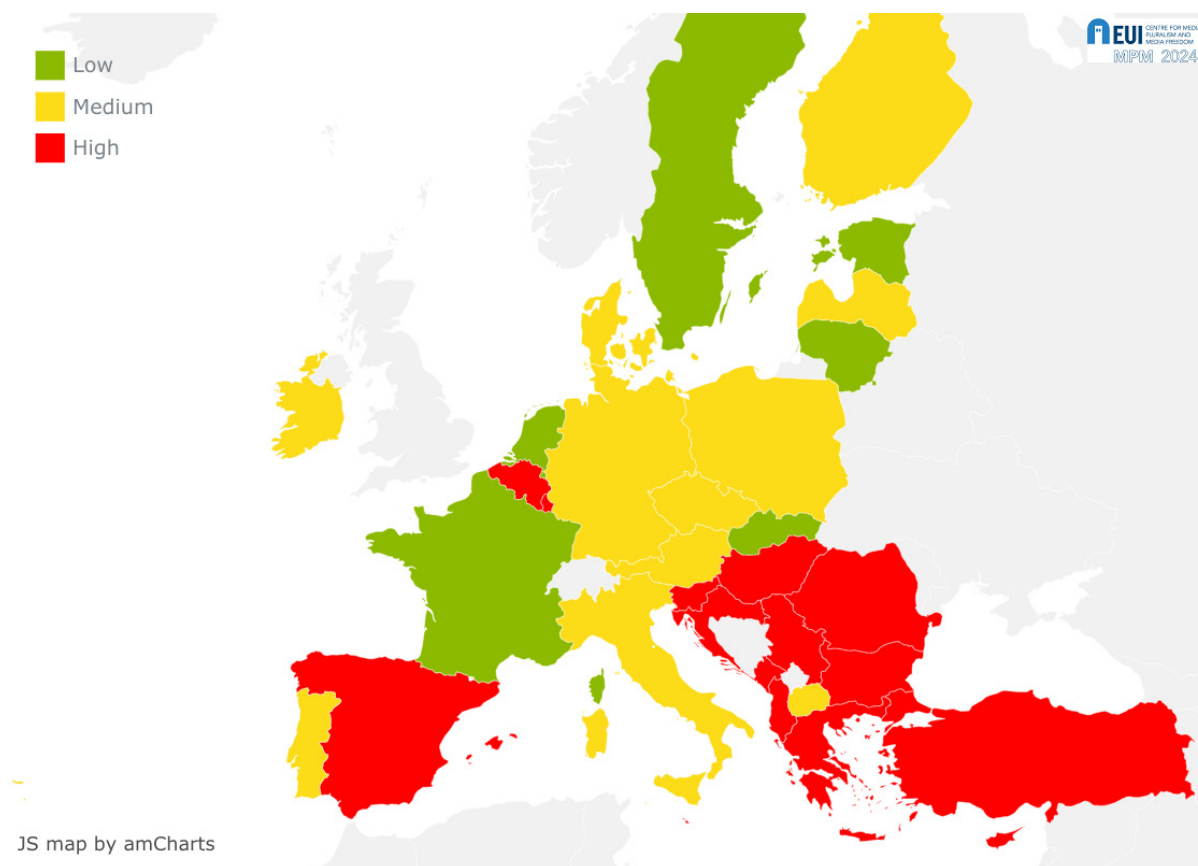 Low
Medium
High
EUI
CENTRE FOR MEDIA
PLURALISM AND
MEDIA FREEDOM
MPM 2024
JS map by amCharts